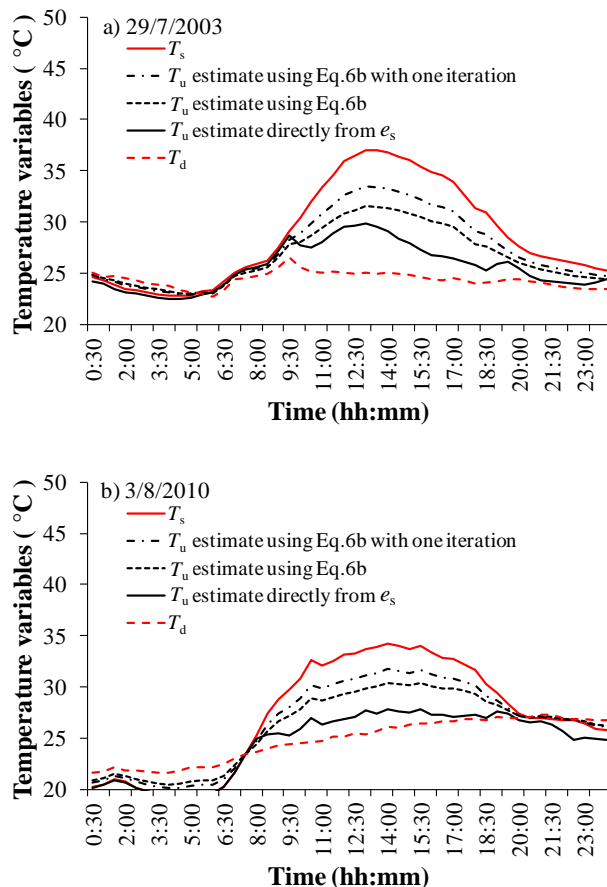 50
a) 29/7/2003
45
Ts
40
Tu estimate using Eq.6b with one iteration
Tu estimate using Eq.6b
35
Tu estimate directly from es
Td
30
25
20
Temperature variables ( °C)
0:30 2:00 3:30 5:00 6:30 8:00 9:30 11:00 12:30 14:00 15:30 17:00 18:30 20:00 21:30 23:00
Time (hh:mm)
50
b) 3/8/2010
45
Ts
40
Tu estimate using Eq.6b with one iteration
Tu estimate using Eq.6b
35
Tu estimate directly from es
Td
30
25
20
Temperature variables ( °C)
0:30 2:00 3:30 5:00 6:30 8:00 9:30 11:00 12:30 14:00 15:30 17:00 18:30 20:00 21:30 23:00
Time (hh:mm)